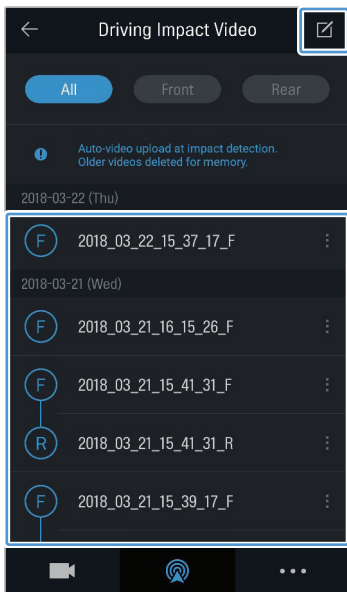 Driving Impact Video
All Front Rear
Auto-video upload at impact detection.
Older videos deleted for memory.
2018-03-22 (Thu)
F 2018_03_22_15_37_17_F
2018-03-21 (Wed)
F 2018_03_21_16_15_26_F
F 2018_03_21_15_41_31_F
R 2018_03_21_15_41_31_R
F 2018_03_21_15_39_17_F